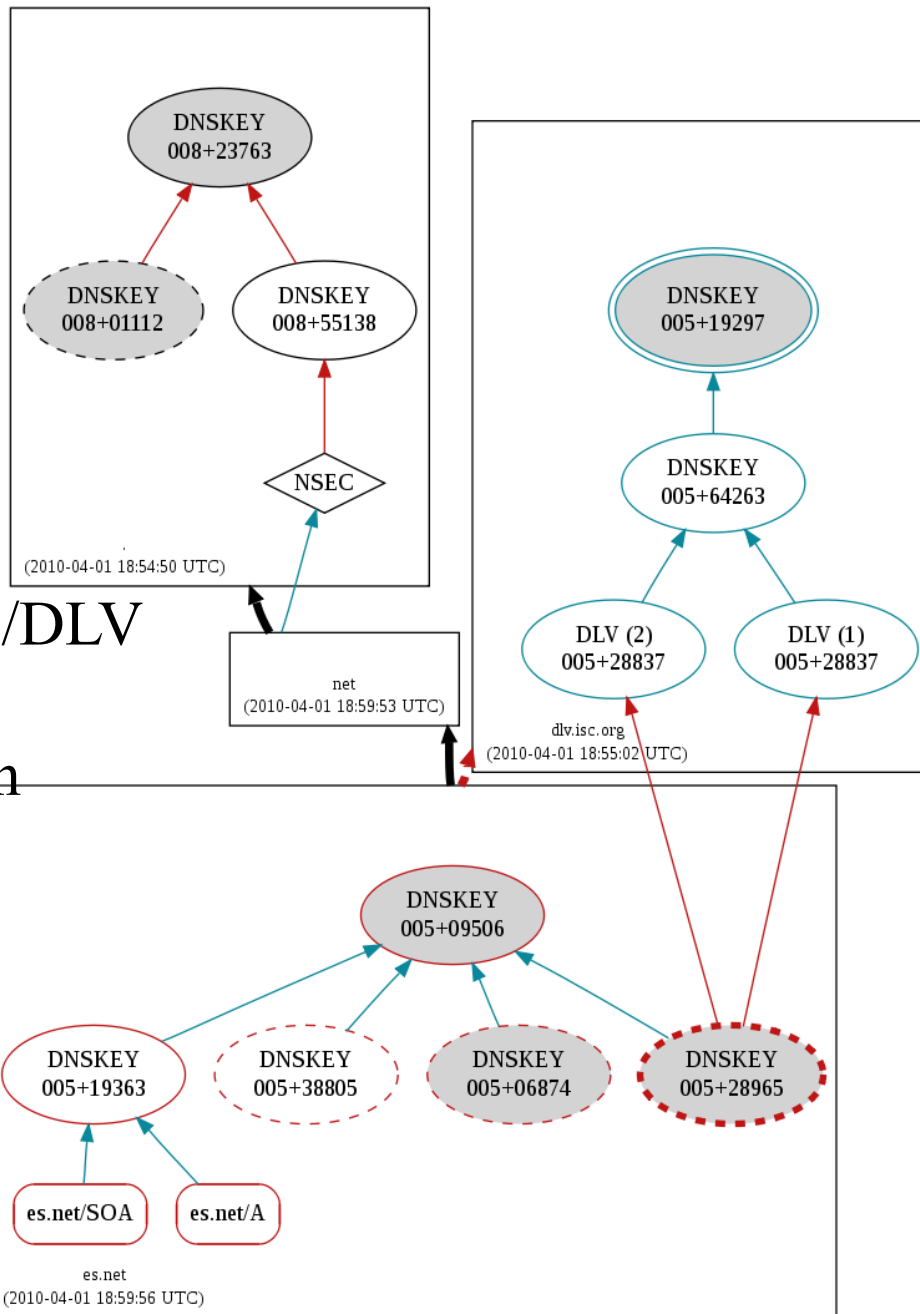 DNSKEY
008+23763
DNSKEY
008+01112
DNSKEY
008+55138
NSEC
.
(2010-04-01 18:54:50 UTC)
/DLV
net
(2010-04-01 18:59:53 UTC)
DNSKEY
005+19297
DNSKEY
005+64263
DLV (2)
005+28837
DLV (1)
005+28837
dlv.isc.org
(2010-04-01 18:55:02 UTC)
DNSKEY
005+09506
DNSKEY
005+19363
DNSKEY
005+38805
DNSKEY
005+06874
DNSKEY
005+28965
es.net/SOA
es.net/A
es.net
(2010-04-01 18:59:56 UTC)